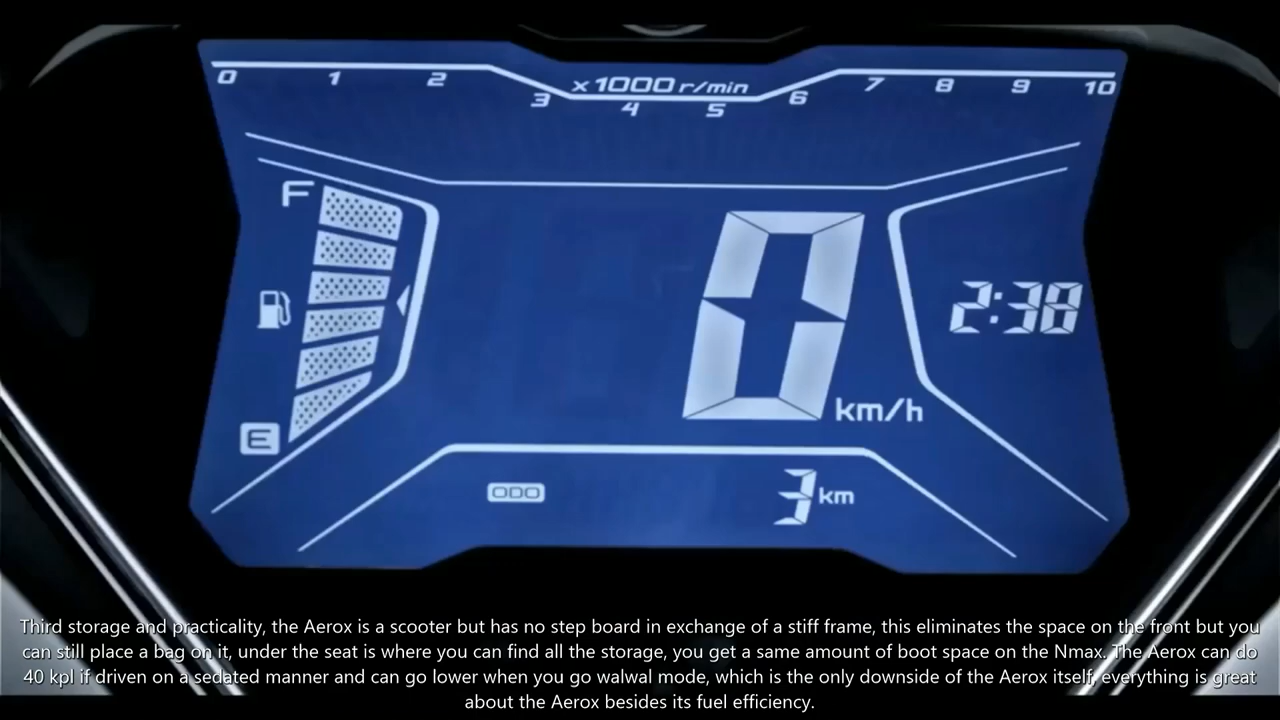 0 1 2 3 4 5 6 7 8 9 10
x1000 r/min
F
2:38
0 km/h
E
ODO 3 km
Third storage and practicality, the Aerox is a scooter but has no step board in exchange of a stiff frame, this eliminates the space on the front but you
can still place a bag on it, under the seat is where you can find all the storage, you get a same amount of boot space on the Nmax. The Aerox can do
40 kpl if driven on a sedated manner and can go lower when you go walwal mode, which is the only downside of the Aerox itself, everything is great
about the Aerox besides its fuel efficiency.